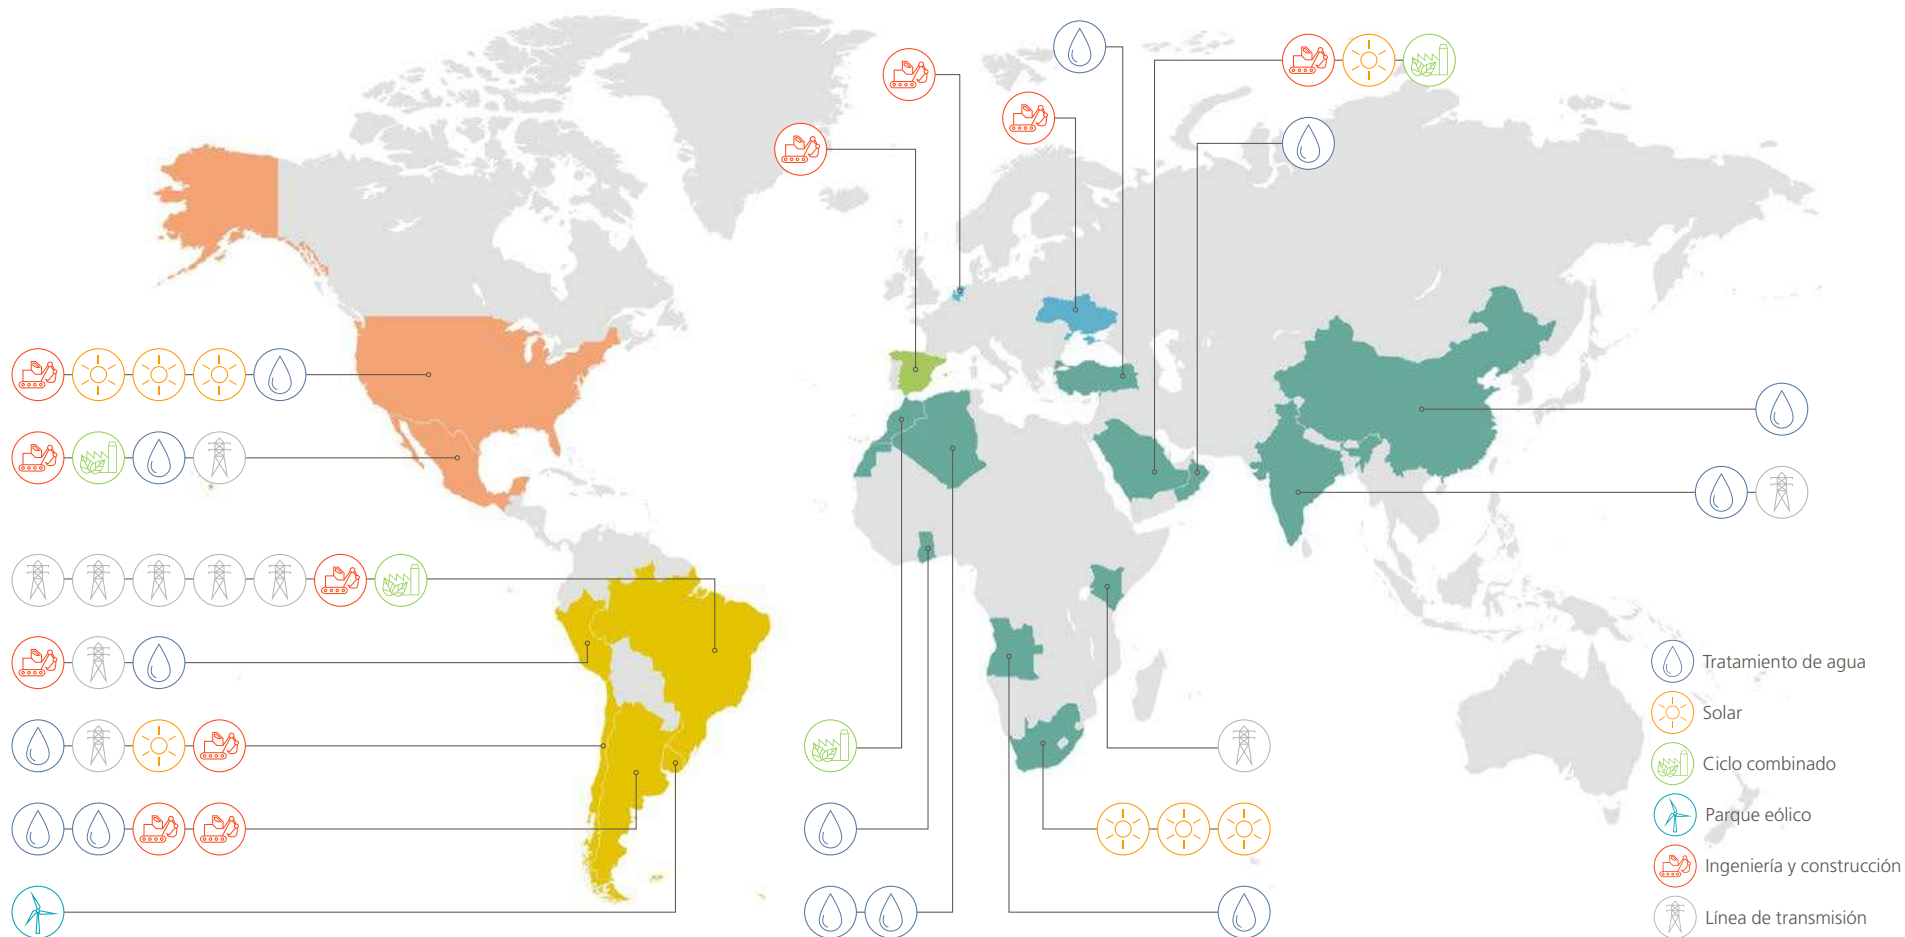 Tratamiento de agua
Solar
Ciclo combinado
Parque eólico
Ingeniería y construcción
Línea de transmisión